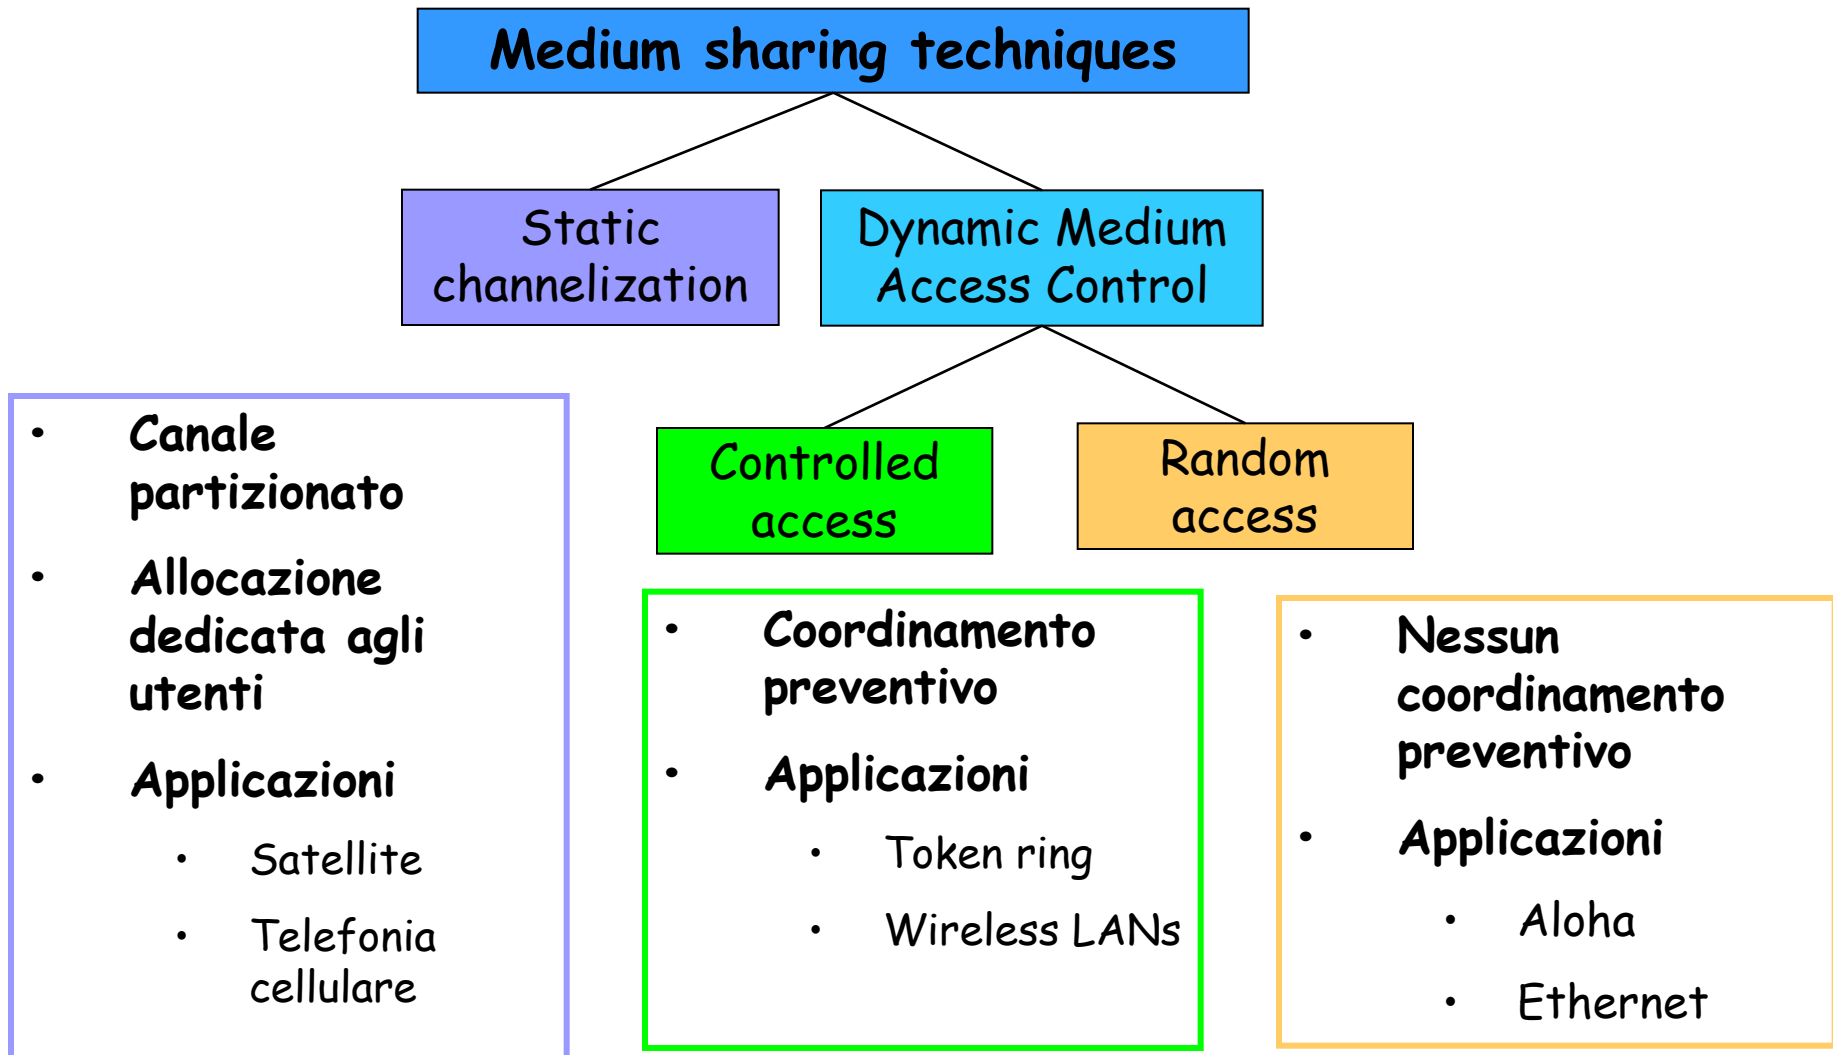 Medium sharing techniques
Static
channelization
Dynamic Medium
Access Control
Controlled
access
Random
access
• Canale
partizionato
• Allocazione
dedicata agli
utenti
• Applicazioni
• Satellite
• Telefonia
cellulare
• Coordinamento
preventivo
• Applicazioni
• Token ring
• Wireless LANs
• Nessun
coordinamento
preventivo
• Applicazioni
• Aloha
• Ethernet